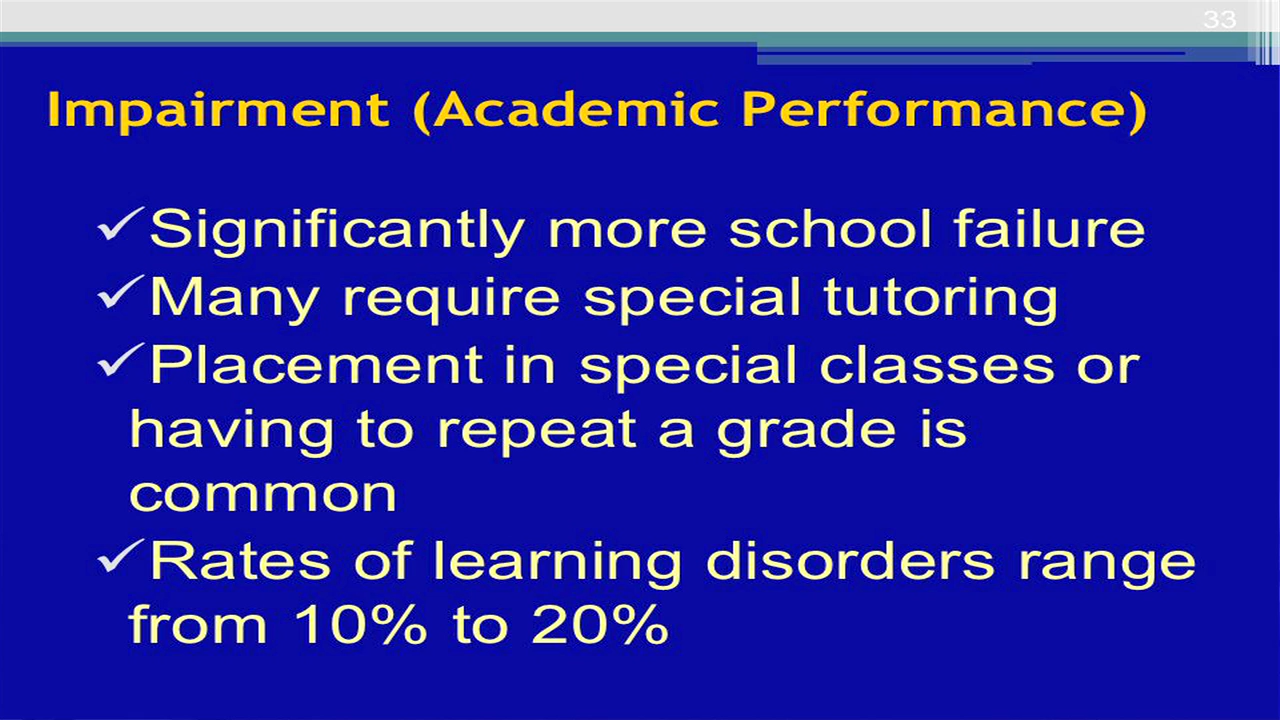 33
Impairment (Academic Performance)
✓Significantly more school failure
✓Many require special tutoring
✓Placement in special classes or
having to repeat a grade is
common
✓Rates of learning disorders range
from 10% to 20%